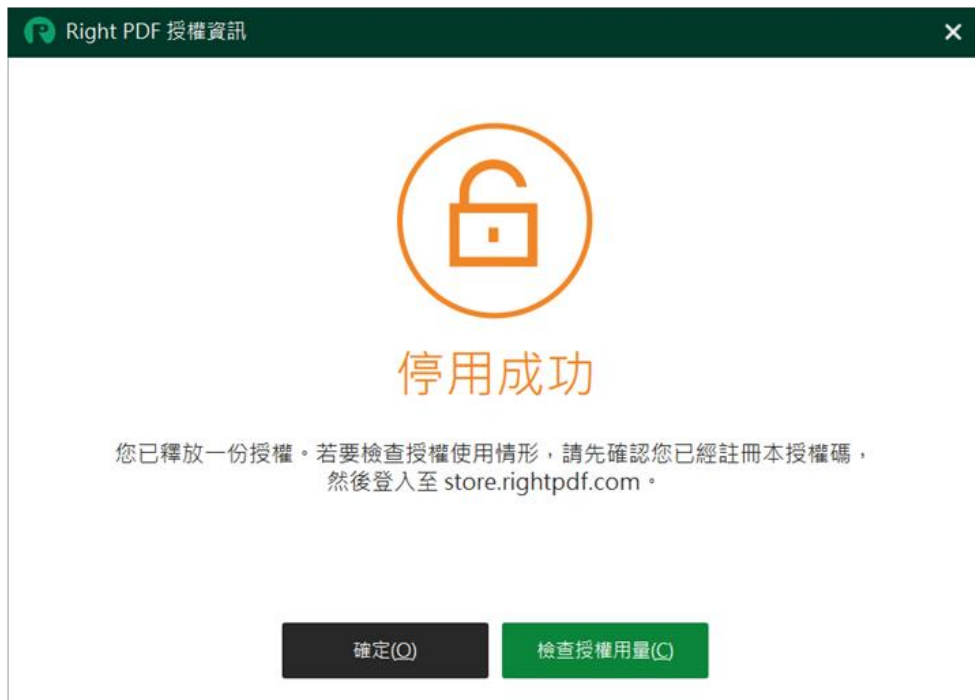 Right PDF 授權資訊
停用成功
您已釋放一份授權。若要檢查授權使用情形，請先確認您已經註冊本授權碼，
然後登入至 store.rightpdf.com。
確定(O)
檢查授權用量(C)